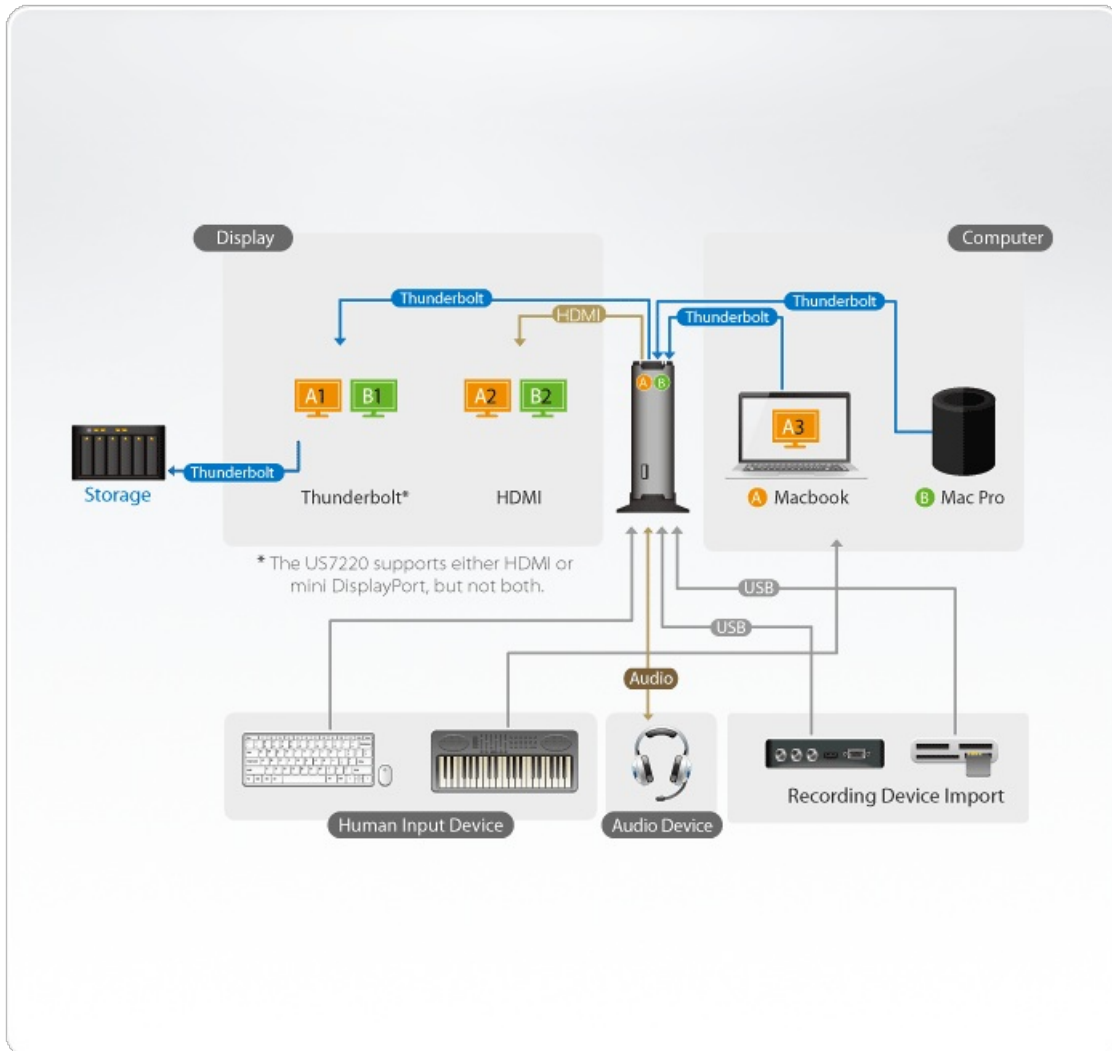 Display
Computer
Thunderbolt
Thunderbolt
HDMI
Thunderbolt
A B
A1
B1
A2
B2
A3
Thunderbolt
Storage
Thunderbolt*
HDMI
A Macbook
B Mac Pro
* The US7220 supports either HDMI or
mini DisplayPort, but not both.
USB
USB
Audio
Recording Device Import
Human Input Device
Audio Device